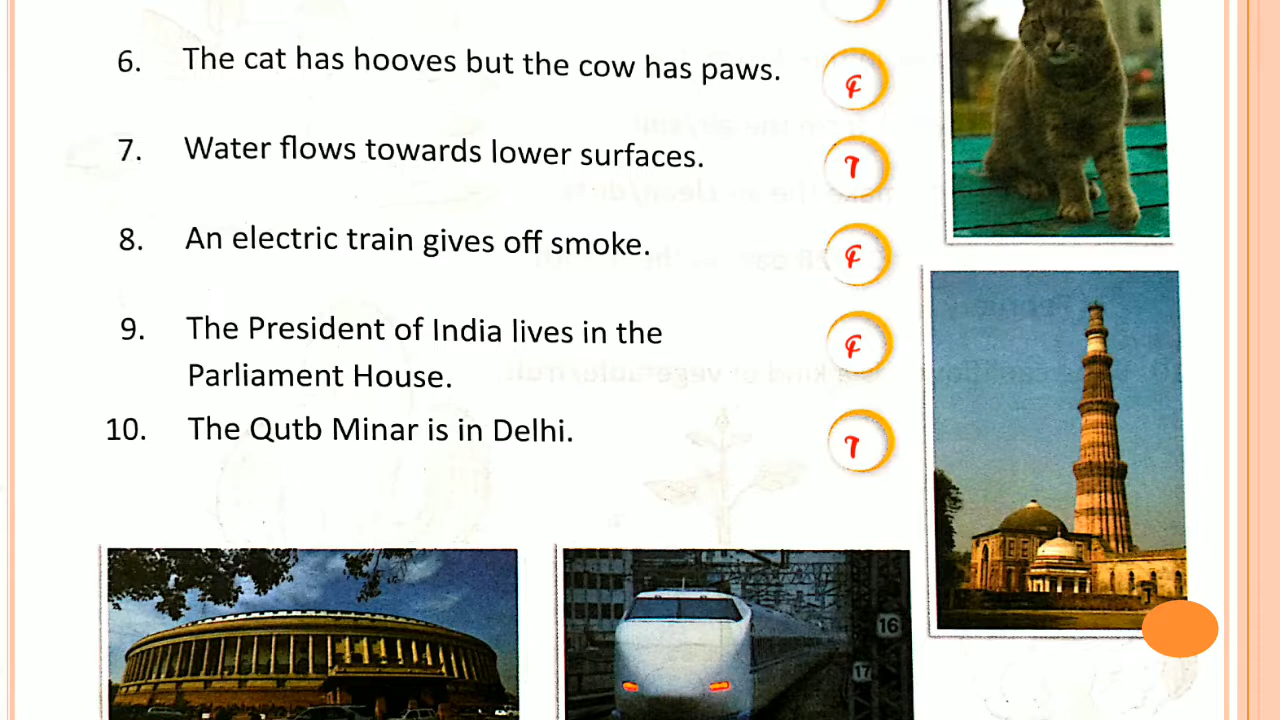 6. The cat has hooves but the cow has paws. F
7. Water flows towards lower surfaces. T
8. An electric train gives off smoke. F
9. The President of India lives in the F
Parliament House.
10. The Qutb Minar is in Delhi. T
16
17